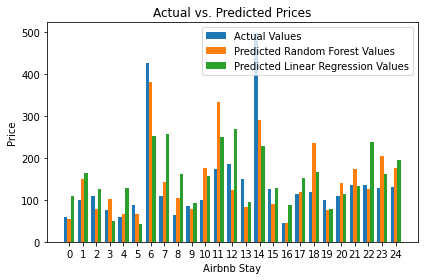 Actual vs. Predicted Prices
Actual Values
Predicted Random Forest Values
Predicted Linear Regression Values
500
400
300
200
100
0
Price
0 1 2 3 4 5 6 7 8 9 10 11 12 13 14 15 16 17 18 19 20 21 22 23 24
Airbnb Stay